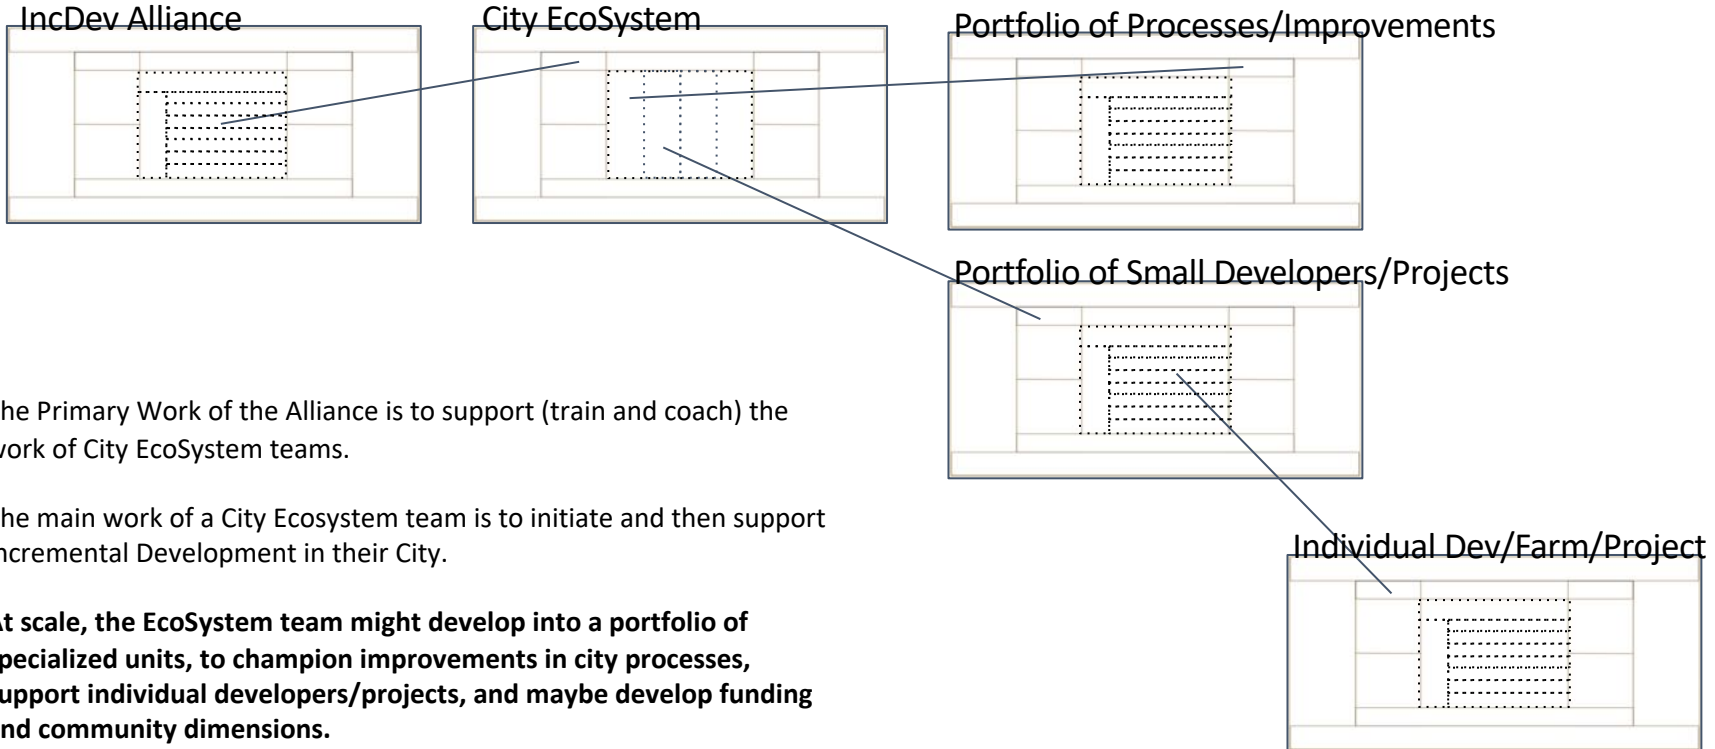 IncDev Alliance
City EcoSystem
Portfolio of Processes/Improvements
Portfolio of Small Developers/Projects
he Primary Work of the Alliance is to support (train and coach) the
work of City EcoSystem teams.
he main work of a City Ecosystem team is to initiate and then support
ncremental Development in their City.
At scale, the EcoSystem team might develop into a portfolio of
specialized units, to champion improvements in city processes,
support individual developers/projects, and maybe develop funding
and community dimensions.
Individual Dev/Farm/Project